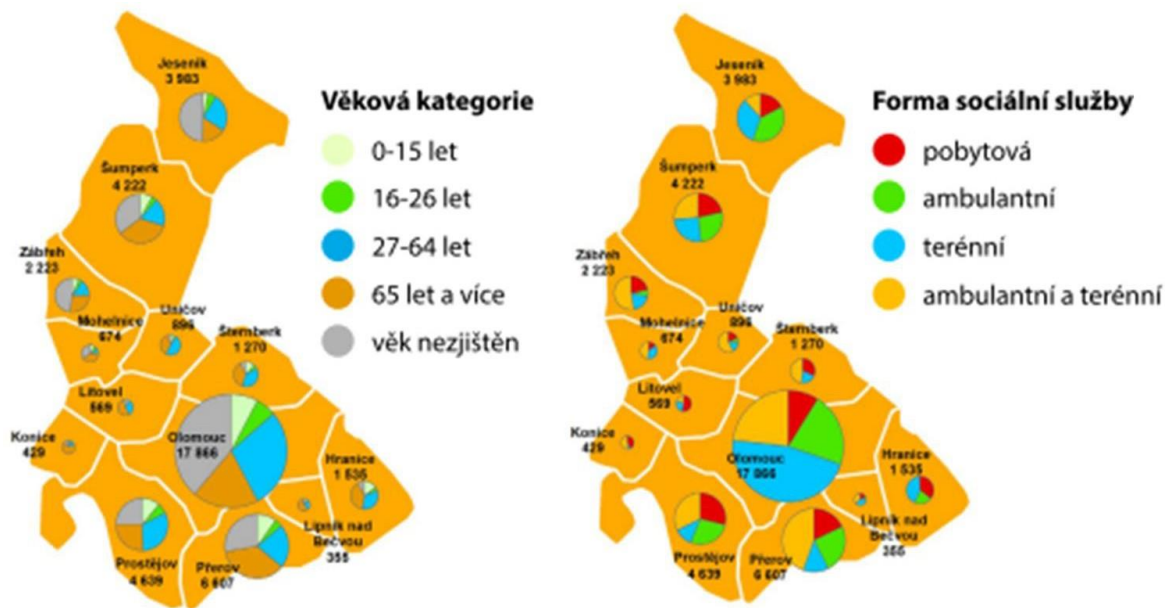 Jeseník
3 983
Věková kategorie
0-15 let
16-26 let
27-64 let
65 let a více
věk nezjištěn
Šumperk
4 222
Zábřeh
2 223
Mohelnice
674
Uničov
896
Šternberk
1 270
Litovel
569
Konice
429
Olomouc
17 866
Hranice
1 535
Lipník nad
Bečvou
355
Prostějov
4 639
Přerov
6 607
Jeseník
3 983
Forma sociální služby
pobytová
ambulantní
terénní
ambulantní a terénní
Šumperk
4 222
Zábřeh
2 223
Mohelnice
674
Uničov
896
Šternberk
1 270
Litovel
569
Konice
429
Olomouc
17 866
Hranice
1 535
Lipník nad
Bečvou
355
Prostějov
4 639
Přerov
6 607